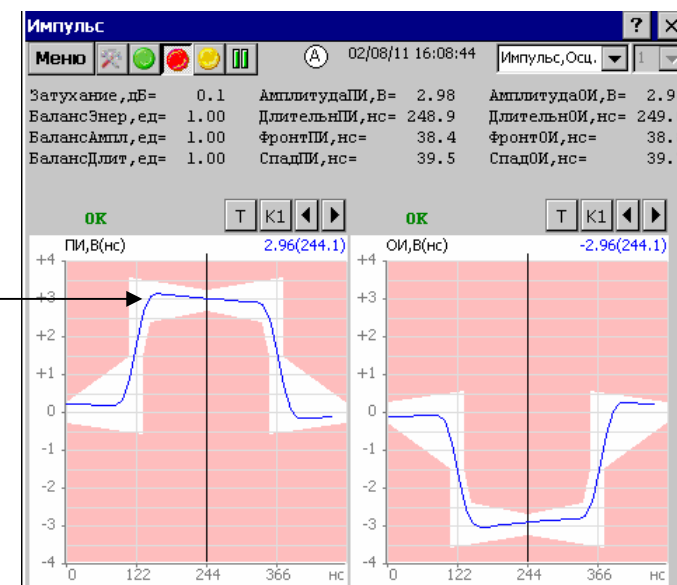 Импульс ? ×
Меню A 02/08/11 16:08:44 Импульс,Осц. 1
Затухание,дБ= 0.1 АмплитудаПИ,В= 2.98 АмплитудаОИ,В= 2.9
БалансЭнер,ед= 1.00 ДлительнПИ,нс= 248.9 ДлительнОИ,нс= 249.
БалансАмпл,ед= 1.00 ФронтПИ,нс= 38.4 ФронтОИ,нс= 38.
БалансДлит,ед= 1.00 СпадПИ,нс= 39.5 СпадОИ,нс= 39.
OK T K1 OK T K1
ПИ,В(нс) 2.96(244.1) ОИ,В(нс) -2.96(244.1)
+4 +4
+3 +3
+2 +2
+1 +1
0 0
-1 -1
-2 -2
-3 -3
-4 -4
0 122 244 366 нс 0 122 244 366 нс